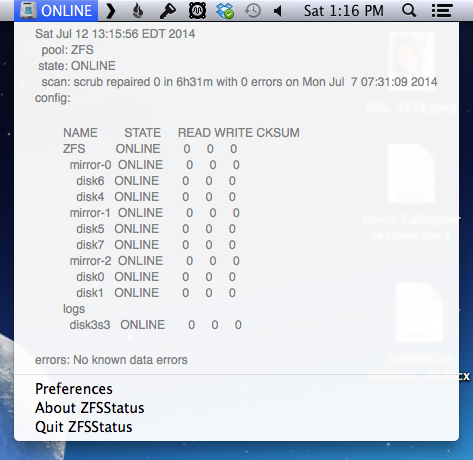 ONLINE Sat 1:16 PM
Sat Jul 12 13:15:56 EDT 2014
pool: ZFS
state: ONLINE
scan: scrub repaired 0 in 6h31m with 0 errors on Mon Jul 7 07:31:09 2014
config:
NAME STATE READ WRITE CKSUM
ZFS ONLINE 0 0 0
mirror-0 ONLINE 0 0 0
disk6 ONLINE 0 0 0
disk4 ONLINE 0 0 0
mirror-1 ONLINE 0 0 0
disk5 ONLINE 0 0 0
disk7 ONLINE 0 0 0
mirror-2 ONLINE 0 0 0
disk0 ONLINE 0 0 0
disk1 ONLINE 0 0 0
logs
disk3s3 ONLINE 0 0 0
errors: No known data errors
Preferences
About ZFSStatus
Quit ZFSStatus